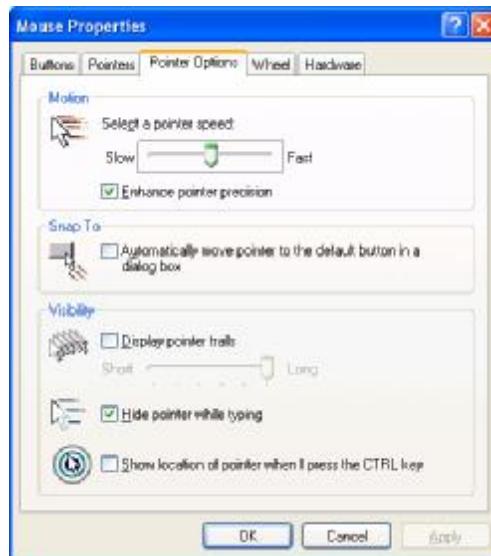 Mouse Properties
Buttons Pointers Pointer Options Wheel Hardware
Motion
Select a pointer speed:
Slow Fast
Enhance pointer precision
Snap To
Automatically move pointer to the default button in a
dialog box
Visibility
Display pointer trails
Short Long
Hide pointer while typing
Show location of pointer when I press the CTRL key
OK Cancel Apply